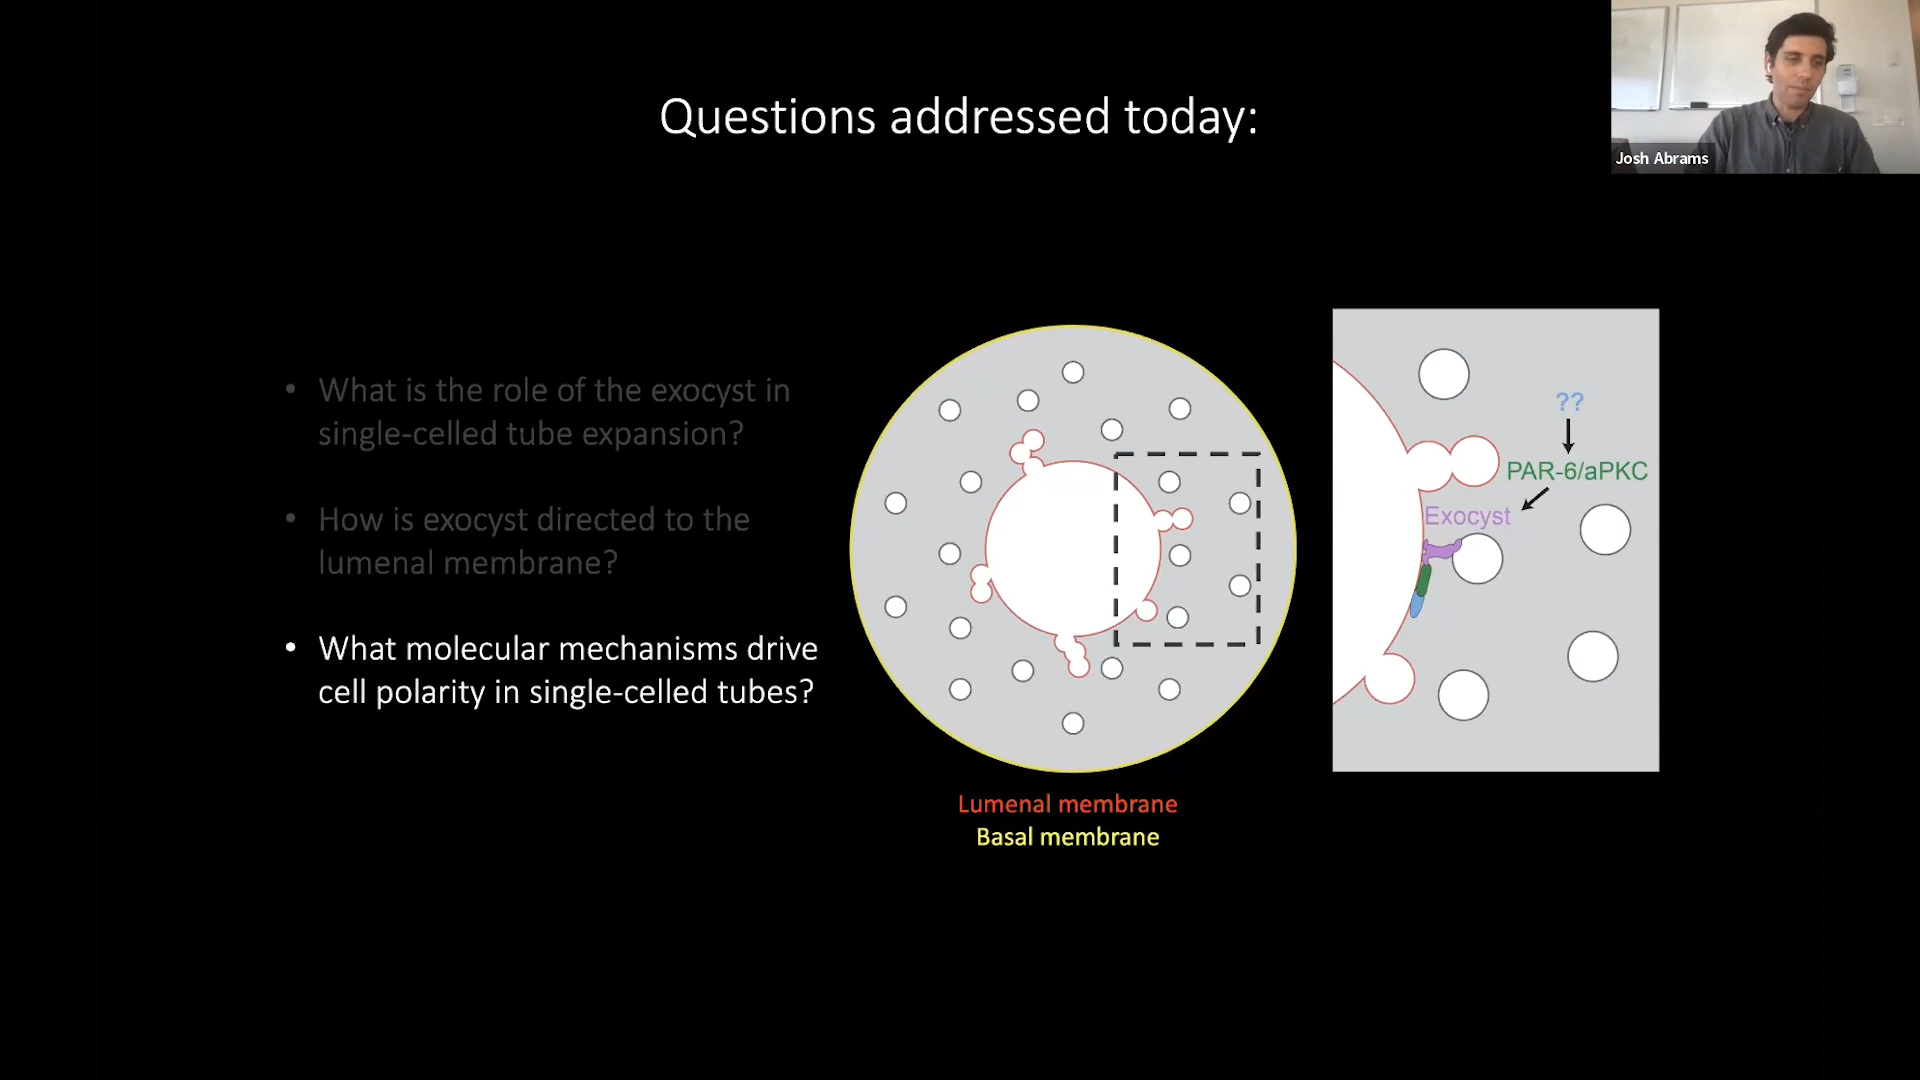 Questions addressed today:
Josh Abrams
• What is the role of the exocyst in
single-celled tube expansion?
• How is exocyst directed to the
lumenal membrane?
• What molecular mechanisms drive
cell polarity in single-celled tubes?
??
PAR-6/aPKC
Exocyst
Lumenal membrane
Basal membrane